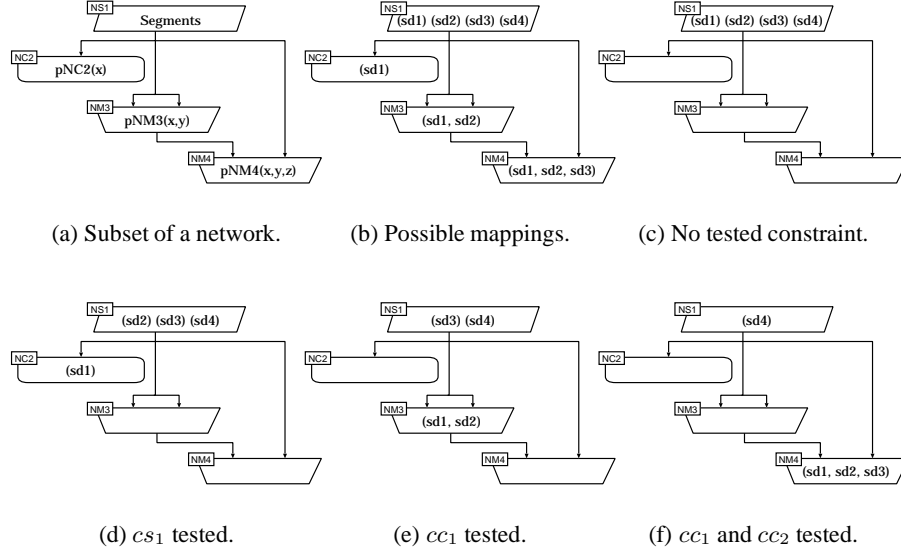 NS1
Segments
NC2
pNC2(x)
NM3
pNM3(x,y)
NM4
pNM4(x,y,z)
(a) Subset of a network.
NS1
(sd1) (sd2) (sd3) (sd4)
NC2
(sd1)
NM3
(sd1, sd2)
NM4
(sd1, sd2, sd3)
(b) Possible mappings.
NS1
(sd1) (sd2) (sd3) (sd4)
NC2
NM3
NM4
(c) No tested constraint.
NS1
(sd2) (sd3) (sd4)
NC2
(sd1)
NM3
NM4
(d) cs1 tested.
NS1
(sd3) (sd4)
NC2
NM3
(sd1, sd2)
NM4
(e) cc1 tested.
NS1
(sd4)
NC2
NM3
NM4
(sd1, sd2, sd3)
(f) cc1 and cc2 tested.